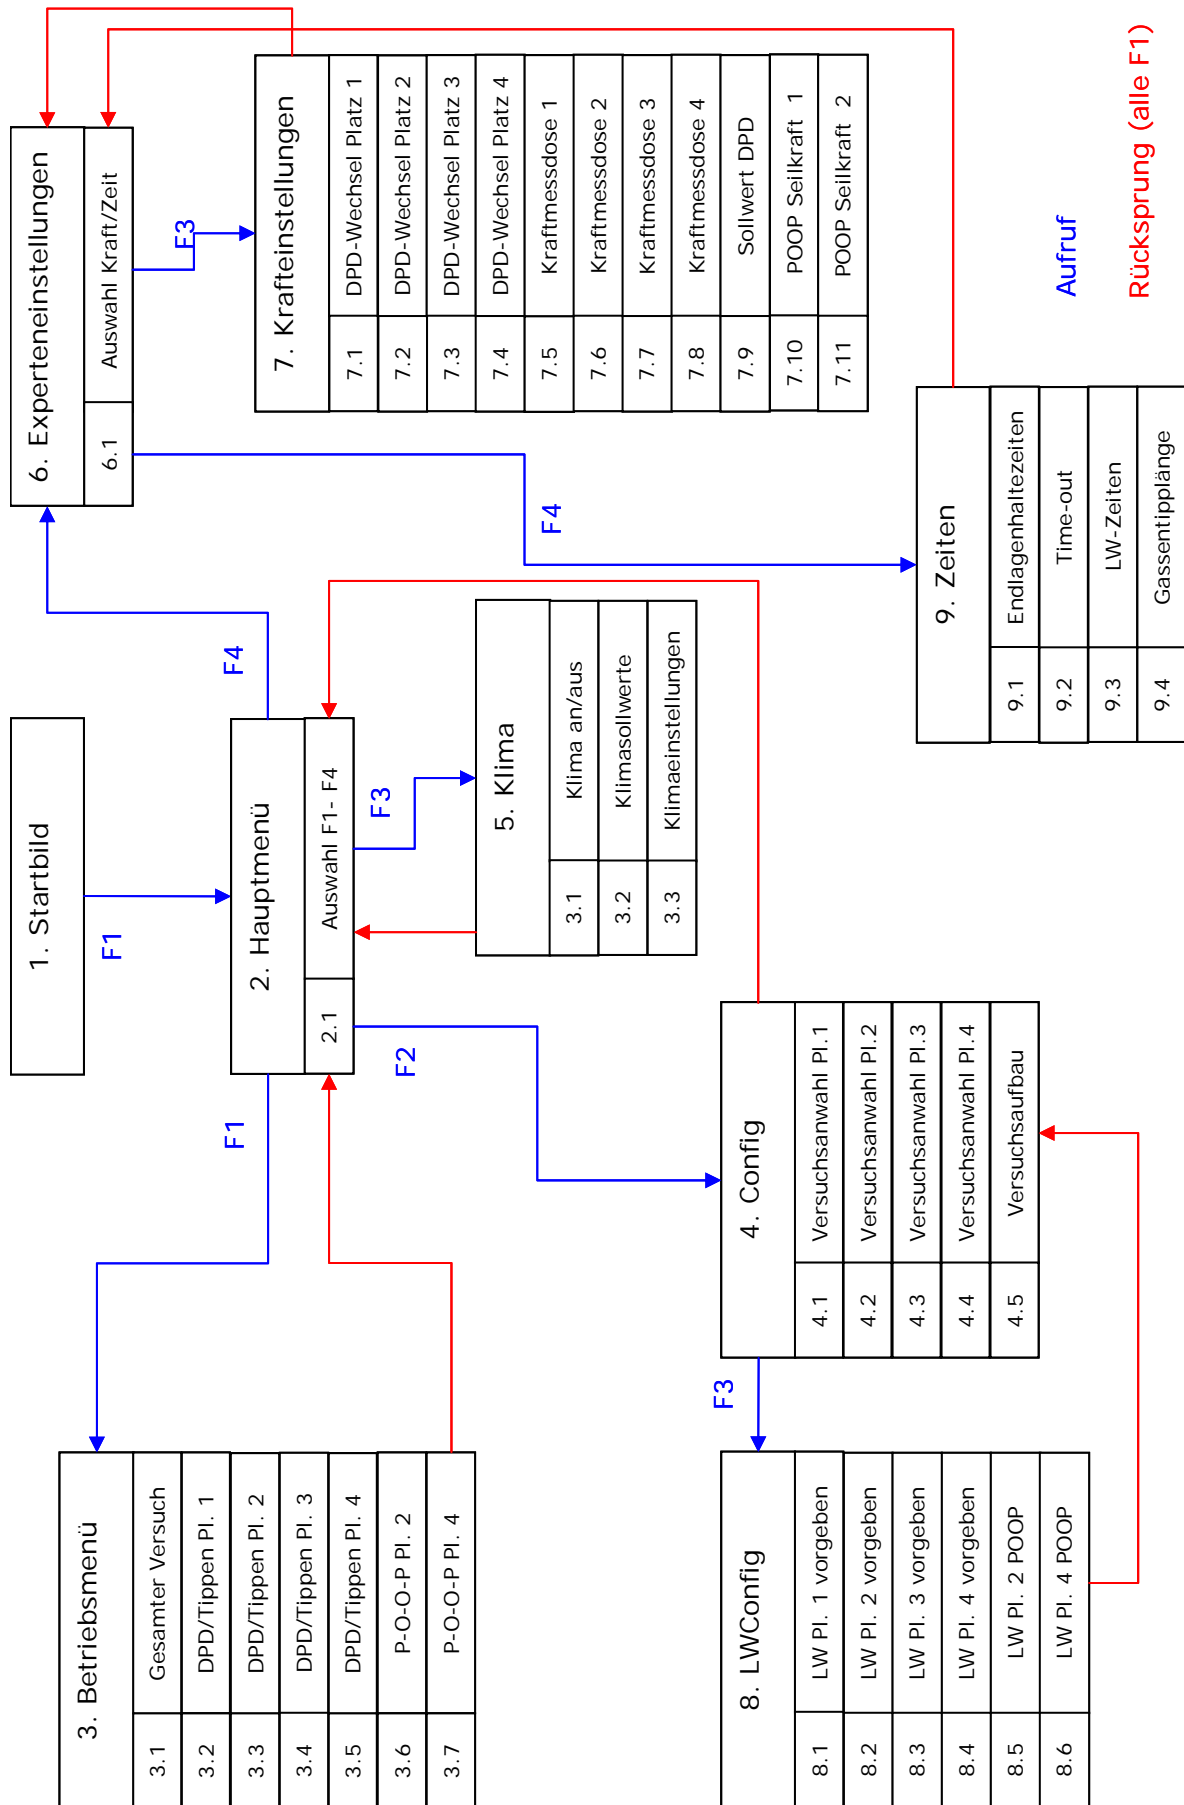 1. Startbild
F1
2. Hauptmenü
2.1 Auswahl F1- F4
F1
F2
F3
F4
3. Betriebsmenü
3.1 Gesamter Versuch
3.2 DPD/Tippen Pl. 1
3.3 DPD/Tippen Pl. 2
3.4 DPD/Tippen Pl. 3
3.5 DPD/Tippen Pl. 4
3.6 P-O-O-P Pl. 2
3.7 P-O-O-P Pl. 4
4. Config
4.1 Versuchsanwahl Pl.1
4.2 Versuchsanwahl Pl.2
4.3 Versuchsanwahl Pl.3
4.4 Versuchsanwahl Pl.4
4.5 Versuchsaufbau
F3
5. Klima
3.1 Klima an/aus
3.2 Klimasollwerte
3.3 Klimaeinstellungen
6. Experteneinstellungen
6.1 Auswahl Kraft/Zeit
F3
F4
7. Krafteinstellungen
7.1 DPD-Wechsel Platz 1
7.2 DPD-Wechsel Platz 2
7.3 DPD-Wechsel Platz 3
7.4 DPD-Wechsel Platz 4
7.5 Kraftmessdose 1
7.6 Kraftmessdose 2
7.7 Kraftmessdose 3
7.8 Kraftmessdose 4
7.9 Sollwert DPD
7.10 POOP Seilkraft 1
7.11 POOP Seilkraft 2
8. LWConfig
8.1 LW Pl. 1 vorgeben
8.2 LW Pl. 2 vorgeben
8.3 LW Pl. 3 vorgeben
8.4 LW Pl. 4 vorgeben
8.5 LW Pl. 2 POOP
8.6 LW Pl. 4 POOP
9. Zeiten
9.1 Endlagenhaltezeiten
9.2 Time-out
9.3 LW-Zeiten
9.4 Gassentipplänge
Aufruf
Rücksprung (alle F1)